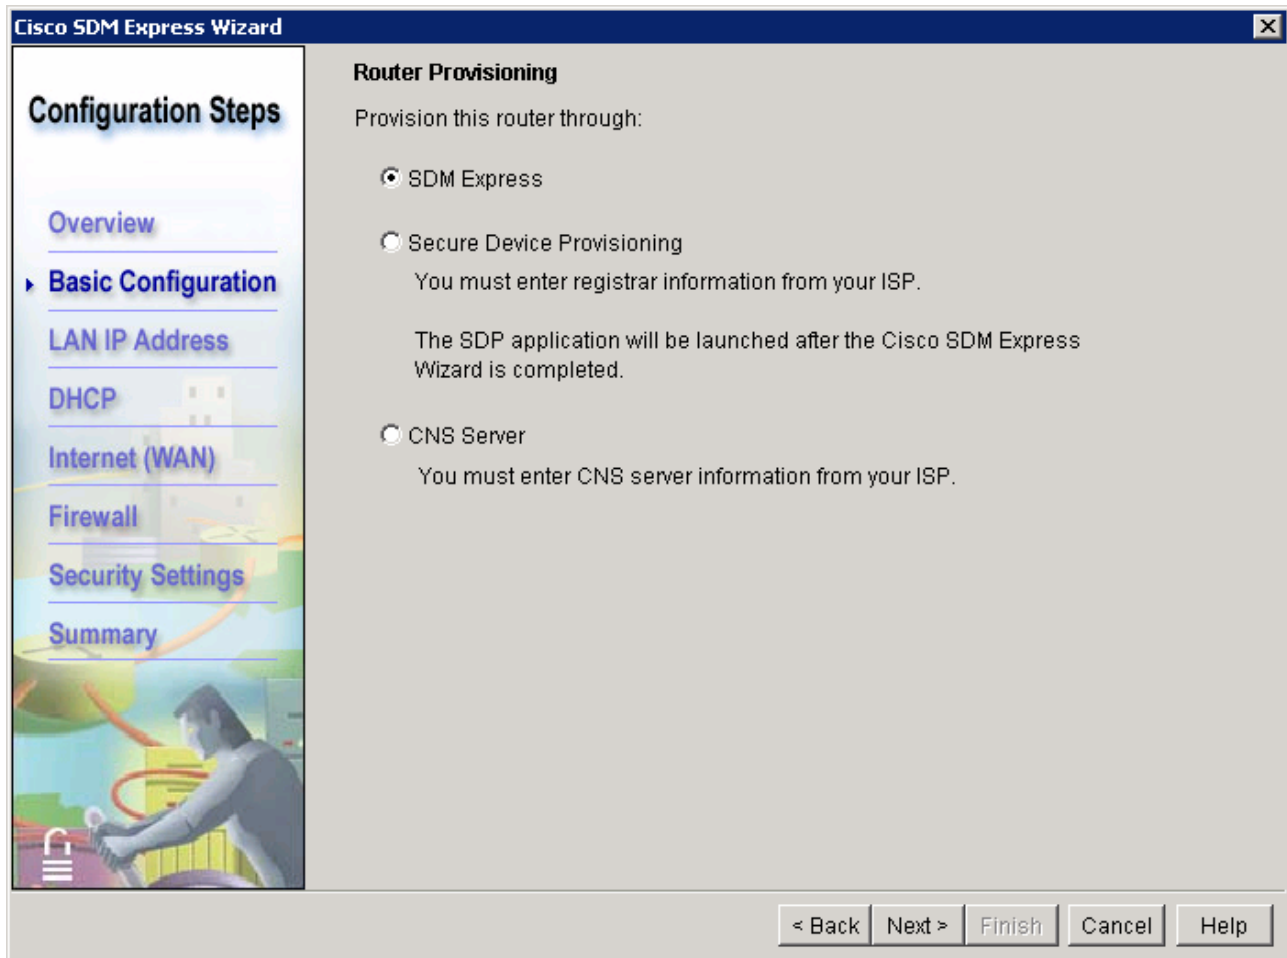 Cisco SDM Express Wizard
Configuration Steps
Overview
Basic Configuration
LAN IP Address
DHCP
Internet (WAN)
Firewall
Security Settings
Summary
Router Provisioning
Provision this router through:
SDM Express
Secure Device Provisioning
You must enter registrar information from your ISP.
The SDP application will be launched after the Cisco SDM Express
Wizard is completed.
CNS Server
You must enter CNS server information from your ISP.
< Back
Next >
Finish
Cancel
Help